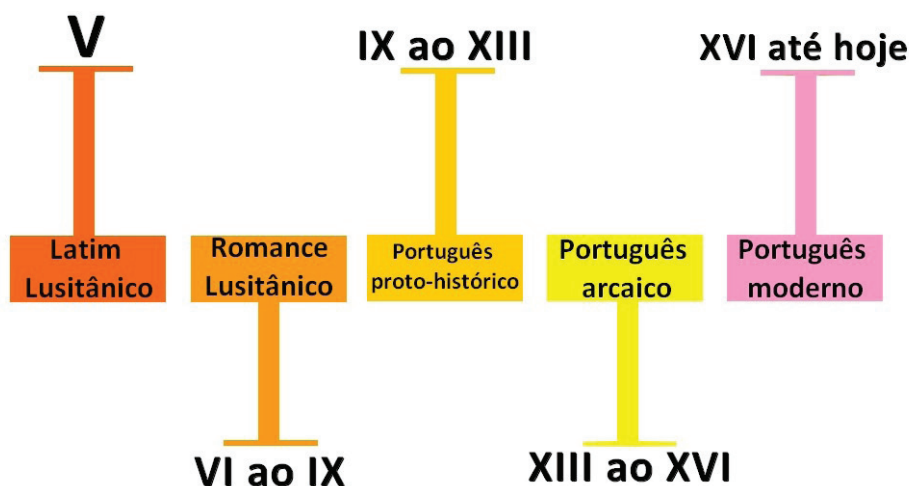 V
IX ao XIII
XVI até hoje
Latim
Lusitânico
Romance
Lusitânico
Português
proto-histórico
Português
arcaico
Português
moderno
VI ao IX
XIII ao XVI